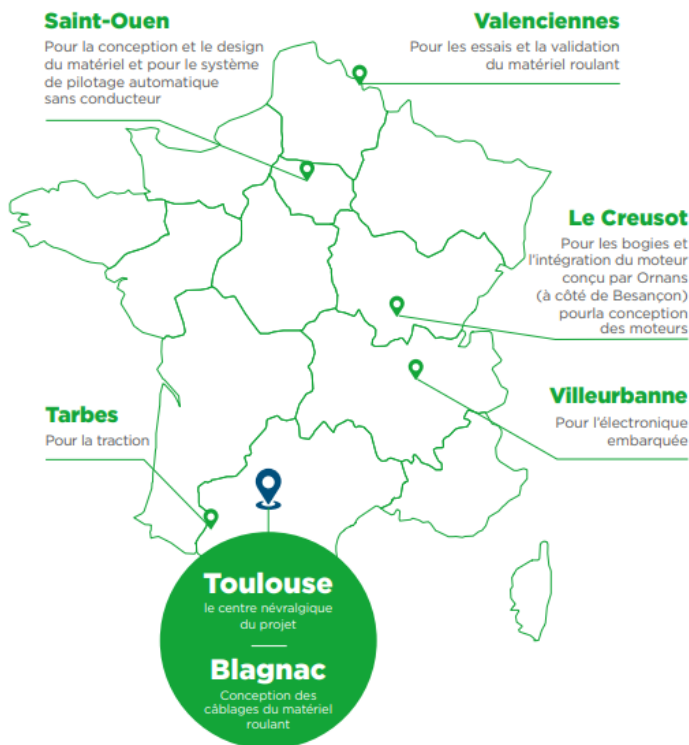 Saint-Ouen
Pour la conception et le design
du matériel et pour le système
de pilotage automatique
sans conducteur
Valenciennes
Pour les essais et la validation
du matériel roulant
Le Creusot
Pour les bogies et
l'intégration du moteur
conçu par Ornans
(à côté de Besançon)
pourla conception
des moteurs
Villeurbanne
Pour l'électronique
embarquée
Tarbes
Pour la traction
Toulouse
le centre névralgique
du projet
Blagnac
Conception des
câblages du matériel
roulant